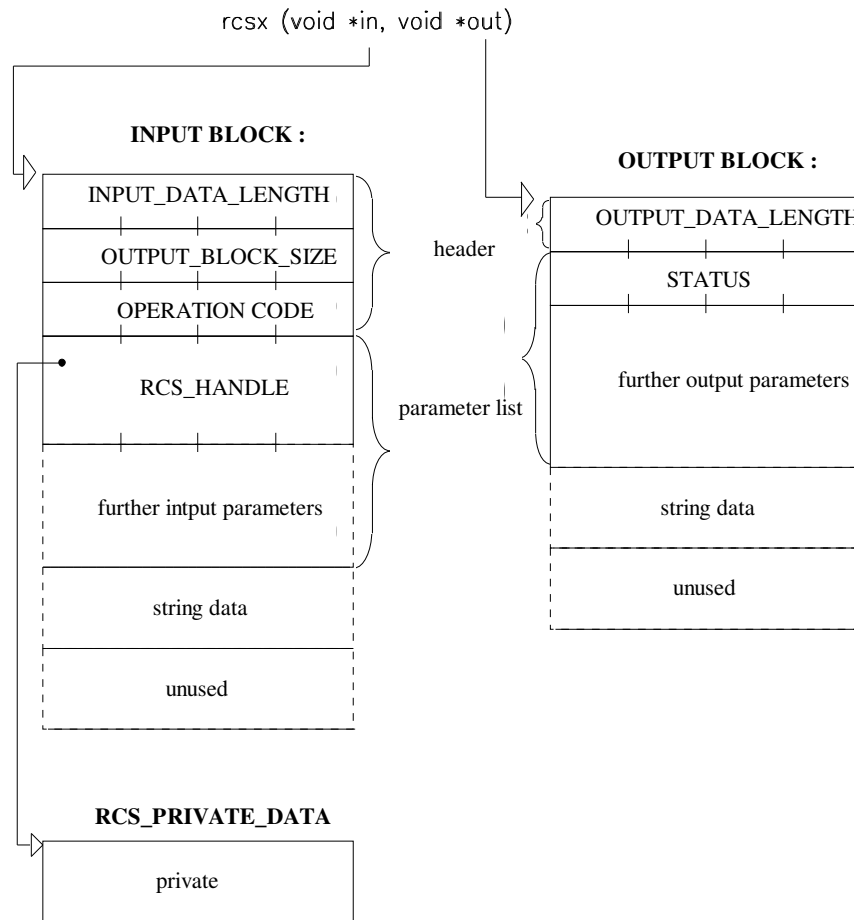 rcsx (void *in, void *out)
INPUT BLOCK :
INPUT_DATA_LENGTH
OUTPUT_BLOCK_SIZE
OPERATION CODE
RCS_HANDLE
further intput parameters
string data
unused
header
parameter list
OUTPUT BLOCK :
OUTPUT_DATA_LENGTH
STATUS
further output parameters
string data
unused
RCS_PRIVATE_DATA
private